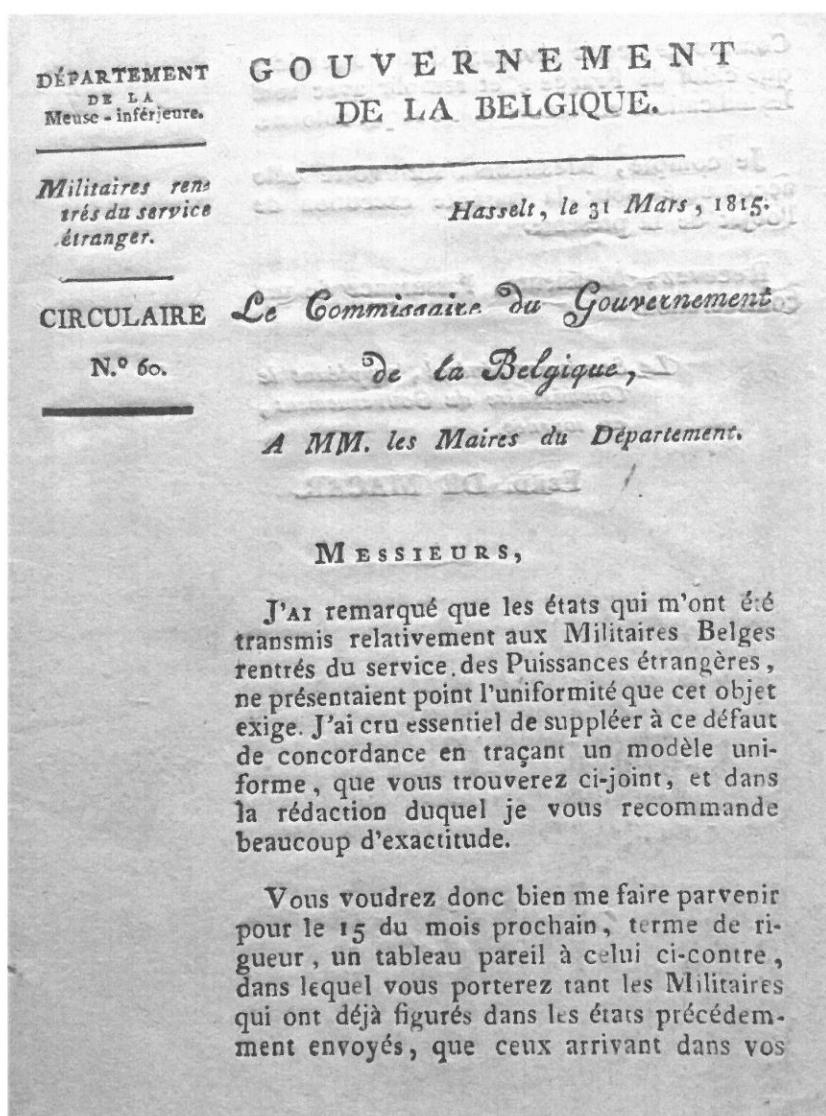 DÉPARTEMENT
DE LA
Meuse-inférieure.
Militaires ren-
trés du service
étranger.
CIRCULAIRE
N.º 60.
GOUVERNEMENT
DE LA BELGIQUE.
Hasselt, le 31 Mars, 1815.
Le Commissaire du Gouvernement
de la Belgique,
A MM. les Maires du Département.
MESSIEURS,
J'AI remarqué que les états qui m'ont été
transmis relativement aux Militaires Belges
rentrés du service des Puissances étrangères,
ne présentaient point l'uniformité que cet objet
exige. J'ai cru essentiel de suppléer à ce défaut
de concordance en traçant un modèle uni-
forme, que vous trouverez ci-joint, et dans
la rédaction duquel je vous recommande
beaucoup d'exactitude.
Vous voudrez donc bien me faire parvenir
pour le 15 du mois prochain, terme de ri-
gueur, un tableau pareil à celui ci-contre,
dans lequel vous porterez tant les Militaires
qui ont déjà figurés dans les états précédem-
ment envoyés, que ceux arrivant dans vos